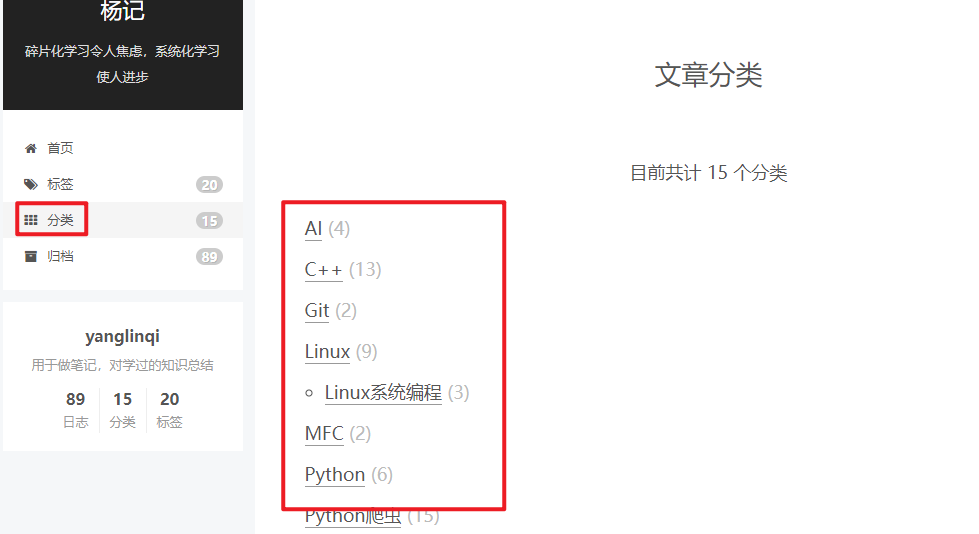 杨记
碎片化学习令人焦虑，系统化学习
使人进步
首页
标签 20
分类 15
归档 89
yanglinqi
用于做笔记，对学过的知识总结
89 15 20
日志 分类 标签
文章分类
目前共计 15 个分类
AI (4)
C++ (13)
Git (2)
Linux (9)
Linux系统编程 (3)
MFC (2)
Python (6)
Python爬虫 (15)